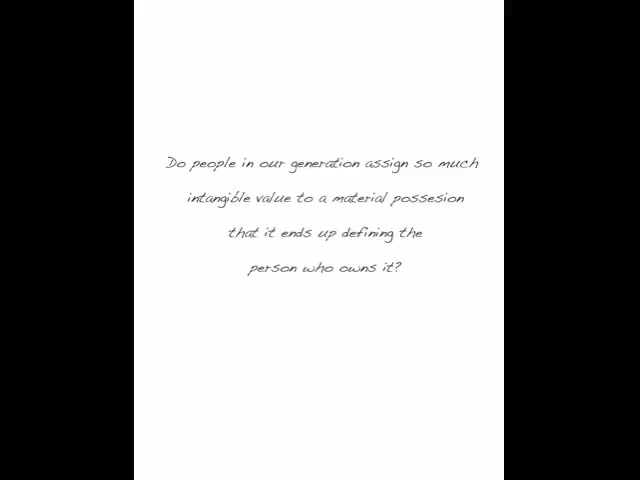 Do people in our generation assign so much
intangible value to a material possesion
that it ends up defining the
person who owns it?